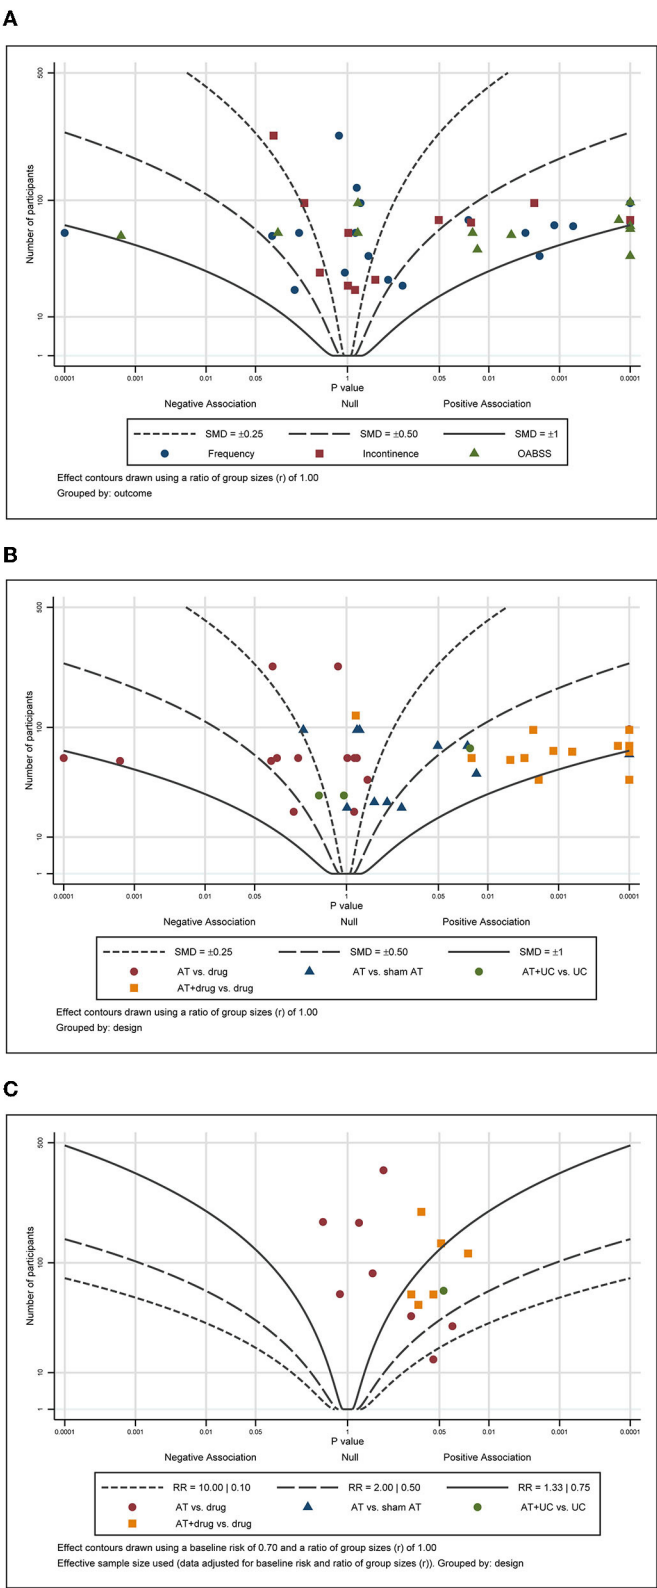 A
500
100
10
1
Number of participants
0.0001 0.001 0.01 0.05 1 0.05 0.01 0.001 0.0001
P value
Negative Association Null Positive Association
SMD = ±0.25 SMD = ±0.50 SMD = ±1
Frequency Incontinence OABSS
Effect contours drawn using a ratio of group sizes (r) of 1.00
Grouped by: outcome
B
500
100
10
1
Number of participants
0.0001 0.001 0.01 0.05 1 0.05 0.01 0.001 0.0001
P value
Negative Association Null Positive Association
SMD = ±0.25 SMD = ±0.50 SMD = ±1
AT vs. drug AT vs. sham AT AT+UC vs. UC
AT+drug vs. drug
Effect contours drawn using a ratio of group sizes (r) of 1.00
Grouped by: design
C
500
100
10
1
Number of participants
0.0001 0.001 0.01 0.05 1 0.05 0.01 0.001 0.0001
P value
Negative Association Null Positive Association
RR = 10.00 | 0.10 RR = 2.00 | 0.50 RR = 1.33 | 0.75
AT vs. drug AT vs. sham AT AT+UC vs. UC
AT+drug vs. drug
Effect contours drawn using a baseline risk of 0.70 and a ratio of group sizes (r) of 1.00
Effective sample size used (data adjusted for baseline risk and ratio of group sizes (r)). Grouped by: design